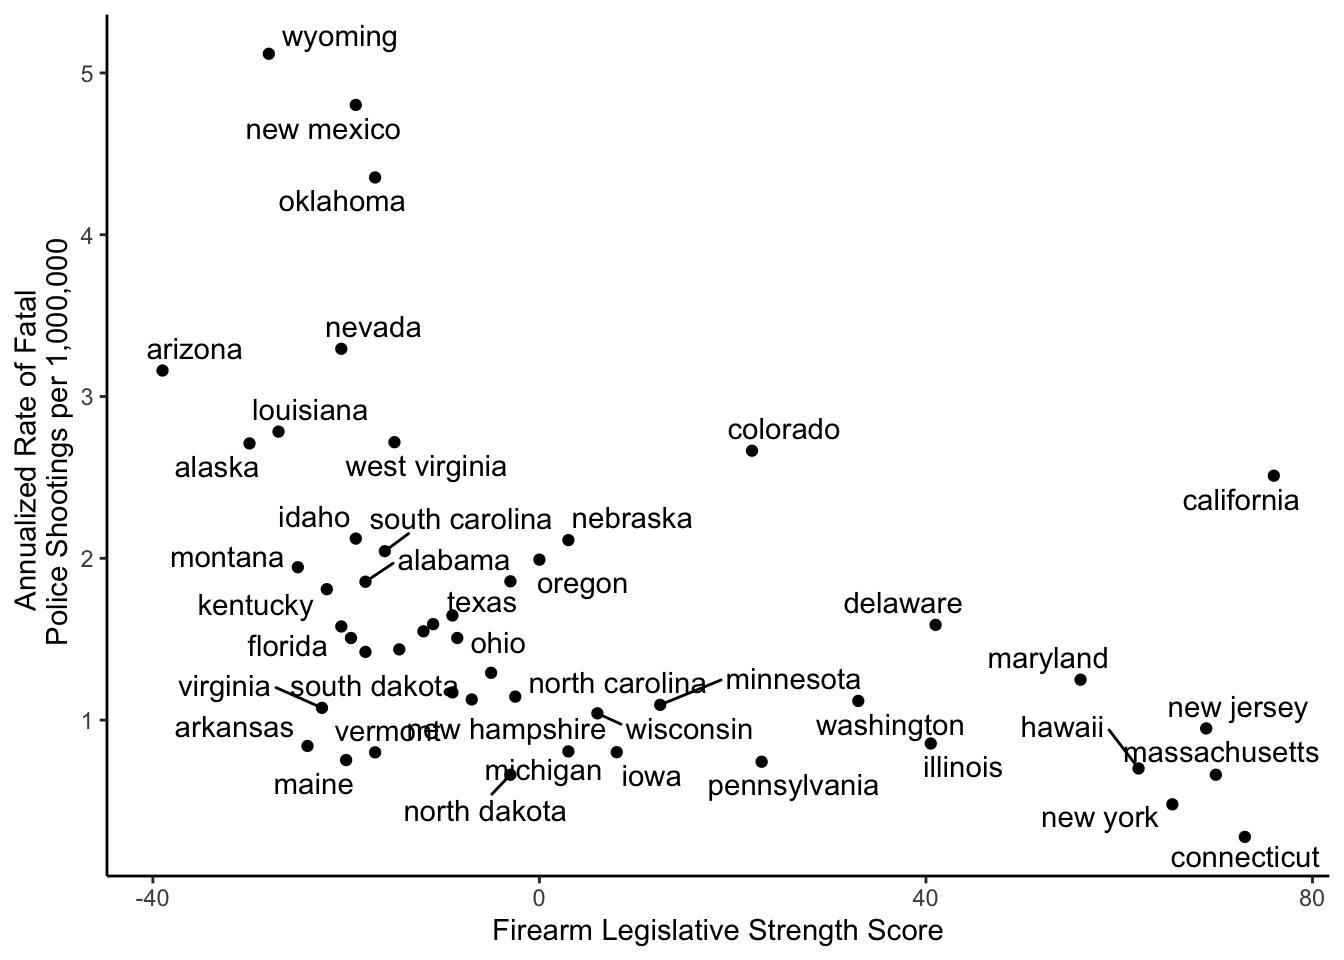 wyoming
5
new mexico
oklahoma
4
nevada
arizona
3
louisiana
colorado
alaska
west virginia
california
idaho
south carolina
nebraska
montana
alabama
2
oregon
kentucky
texas
delaware
florida
ohio
maryland
virginia
south dakota
north carolina
minnesota
new jersey
1
arkansas
vermont
new hampshire
wisconsin
washington
hawaii
massachusetts
maine
michigan
iowa
pennsylvania
illinois
north dakota
new york
connecticut
Annualized Rate of Fatal
Police Shootings per 1,000,000
-40
0
40
80
Firearm Legislative Strength Score